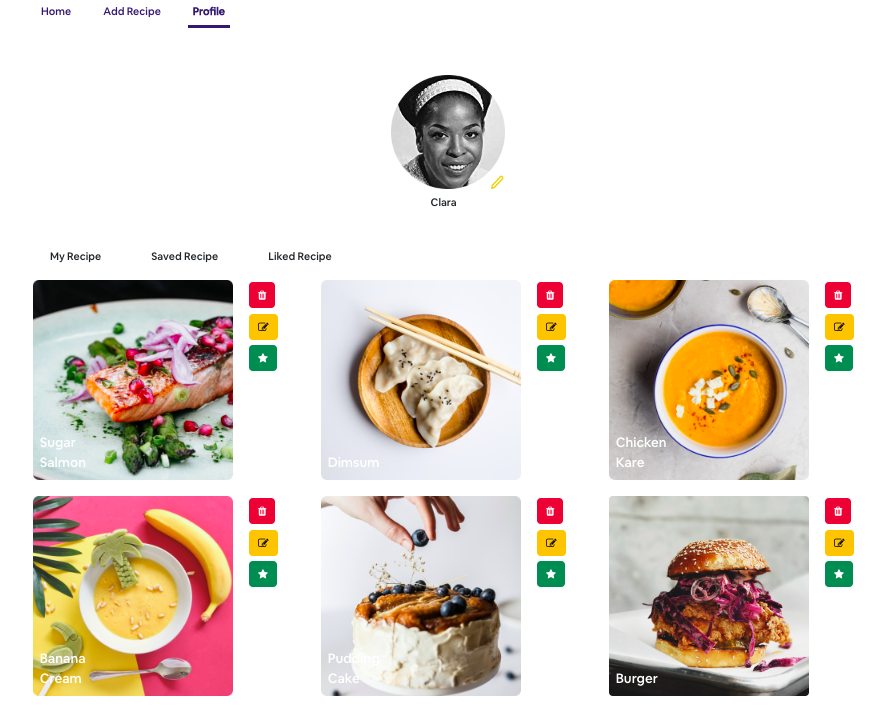 Home
Add Recipe
Profile
Clara
My Recipe
Saved Recipe
Liked Recipe
Sugar
Salmon
Dimsum
Chicken
Kare
Banana
Cream
Pudding
Cake
Burger